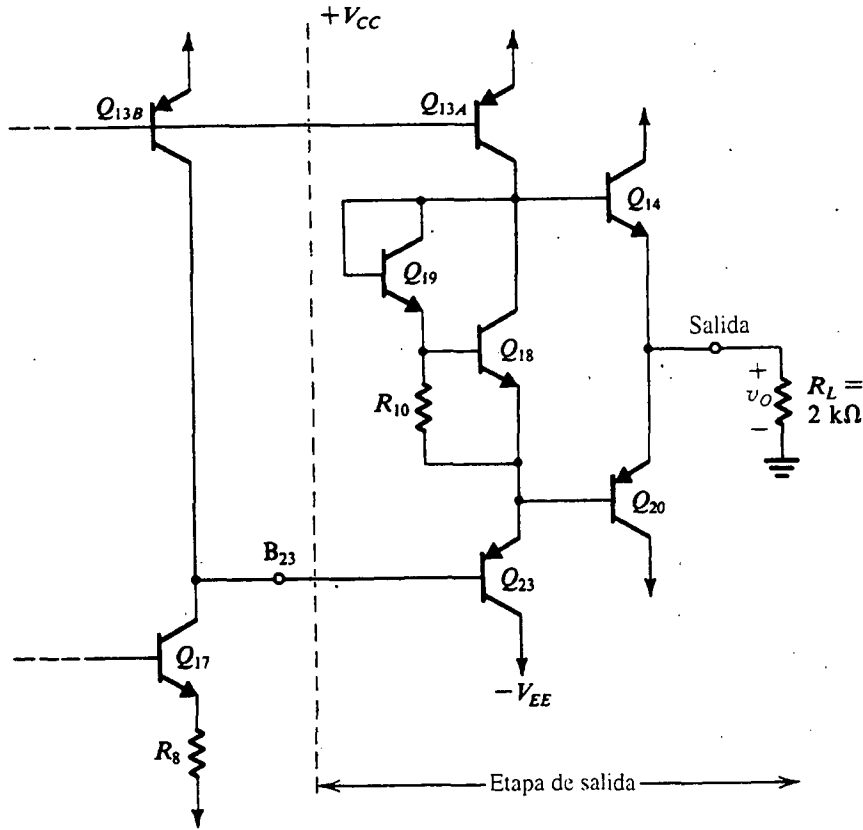 +V_CC
Q_13B
Q_13A
Q_14
Q_19
Q_18
Salida
R_10
+
v_O
−
R_L =
2 kΩ
Q_20
B_23
Q_23
Q_17
−V_EE
R_8
Etapa de salida